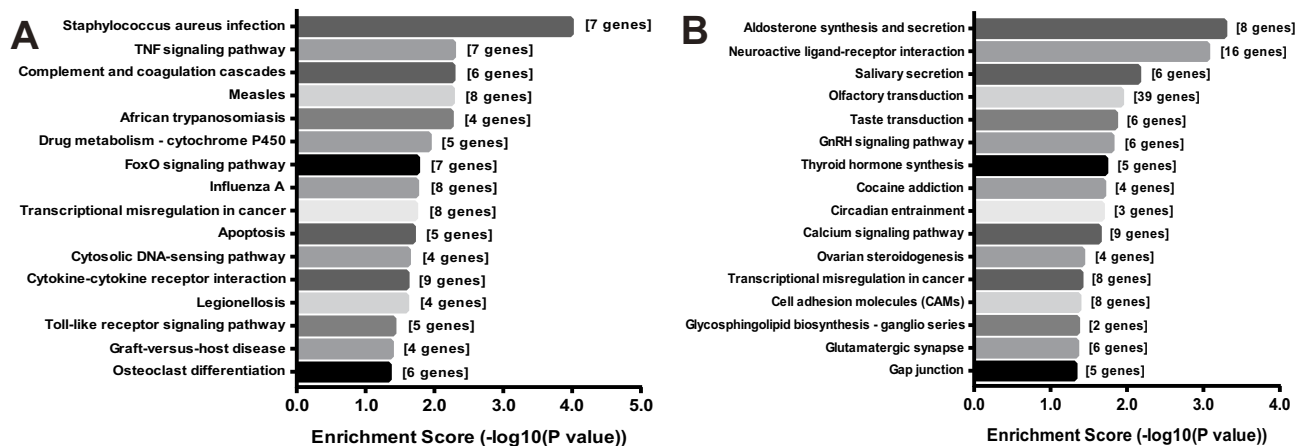 A
Staphylococcus aureus infection [7 genes]
TNF signaling pathway [7 genes]
Complement and coagulation cascades [6 genes]
Measles [8 genes]
African trypanosomiasis [4 genes]
Drug metabolism - cytochrome P450 [5 genes]
FoxO signaling pathway [7 genes]
Influenza A [8 genes]
Transcriptional misregulation in cancer [8 genes]
Apoptosis [5 genes]
Cytosolic DNA-sensing pathway [4 genes]
Cytokine-cytokine receptor interaction [9 genes]
Legionellosis [4 genes]
Toll-like receptor signaling pathway [5 genes]
Graft-versus-host disease [4 genes]
Osteoclast differentiation [6 genes]
0.0 1.0 2.0 3.0 4.0 5.0
Enrichment Score (-log10(P value))
B
Aldosterone synthesis and secretion [8 genes]
Neuroactive ligand-receptor interaction [16 genes]
Salivary secretion [6 genes]
Olfactory transduction [39 genes]
Taste transduction [6 genes]
GnRH signaling pathway [6 genes]
Thyroid hormone synthesis [5 genes]
Cocaine addiction [4 genes]
Circadian entrainment [3 genes]
Calcium signaling pathway [9 genes]
Ovarian steroidogenesis [4 genes]
Transcriptional misregulation in cancer [8 genes]
Cell adhesion molecules (CAMs) [8 genes]
Glycosphingolipid biosynthesis - ganglio series [2 genes]
Glutamatergic synapse [6 genes]
Gap junction [5 genes]
0.0 1.0 2.0 3.0 4.0
Enrichment Score (-log10(P value))